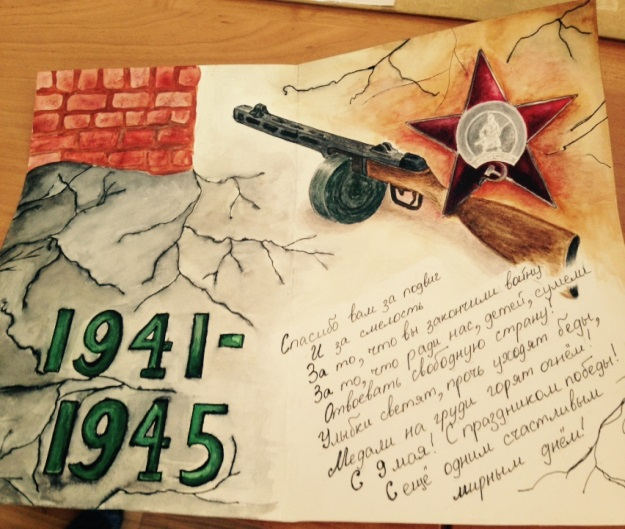 1941-
1945
Спасибо вам за подвиг
И за смелость
За то, что вы закончили войну
За то, что ради нас, детей, сумели
Отвоевать свободную страну!
Улыбки светят, прочь уходят беды,
Медали на груди горят огнём!
С 9 мая! С праздником победы!
С ещё одним счастливым
мирным днём!